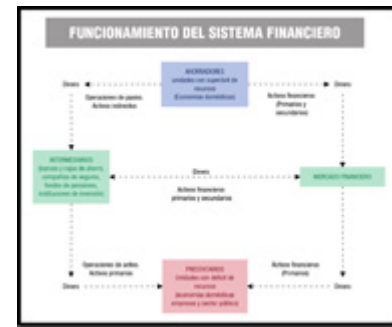 FUNCIONAMIENTO DEL SISTEMA FINANCIERO
AHORRADORES
unidades con superávit de
recursos
(Economías domésticas)
Dinero
Dinero
Operaciones de pasivo.
Activos indirectos
Activos financieros
(Primarios y
secundarios)
INTERMEDIARIOS
(bancos y cajas de ahorro,
compañías de seguros,
fondos de pensiones,
instituciones de inversión)
Dinero
Activos financieros
primarios y secundarios
MERCADO FINANCIERO
Operaciones de activo.
Activos primarios
PRESTATARIOS
Unidades con déficit de
recursos
(economías domésticas
empresas y sector público)
Activos financieros
(Primarios)
Dinero
Dinero